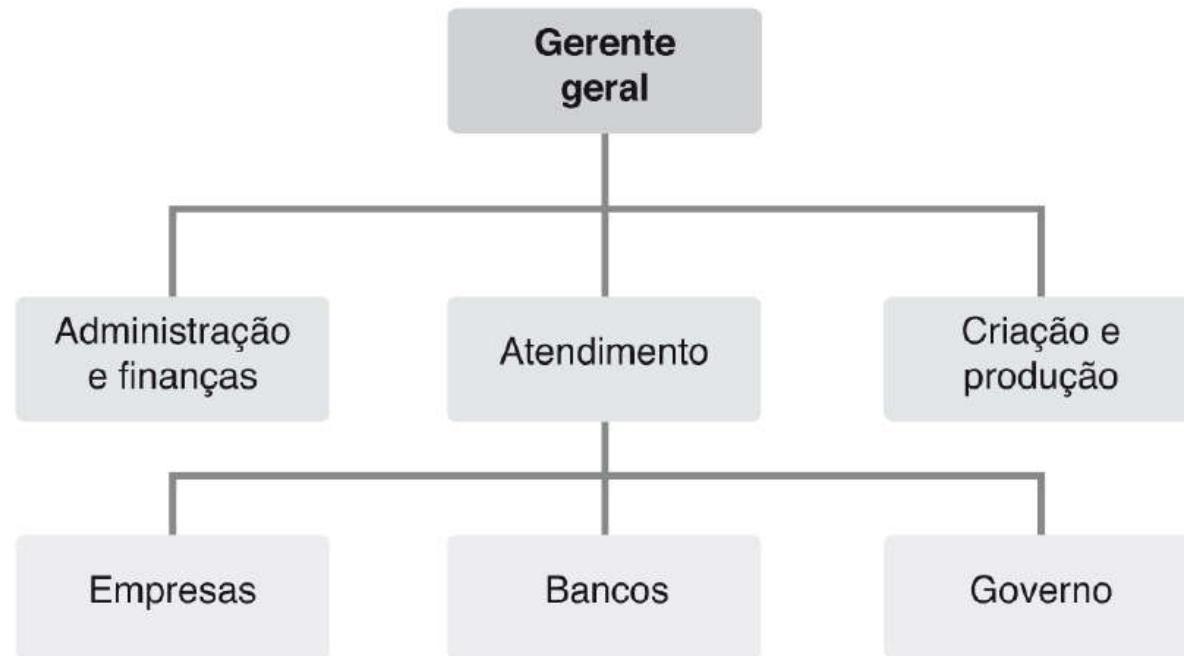 Gerente
geral
Administração
e finanças
Atendimento
Criação e
produção
Empresas
Bancos
Governo